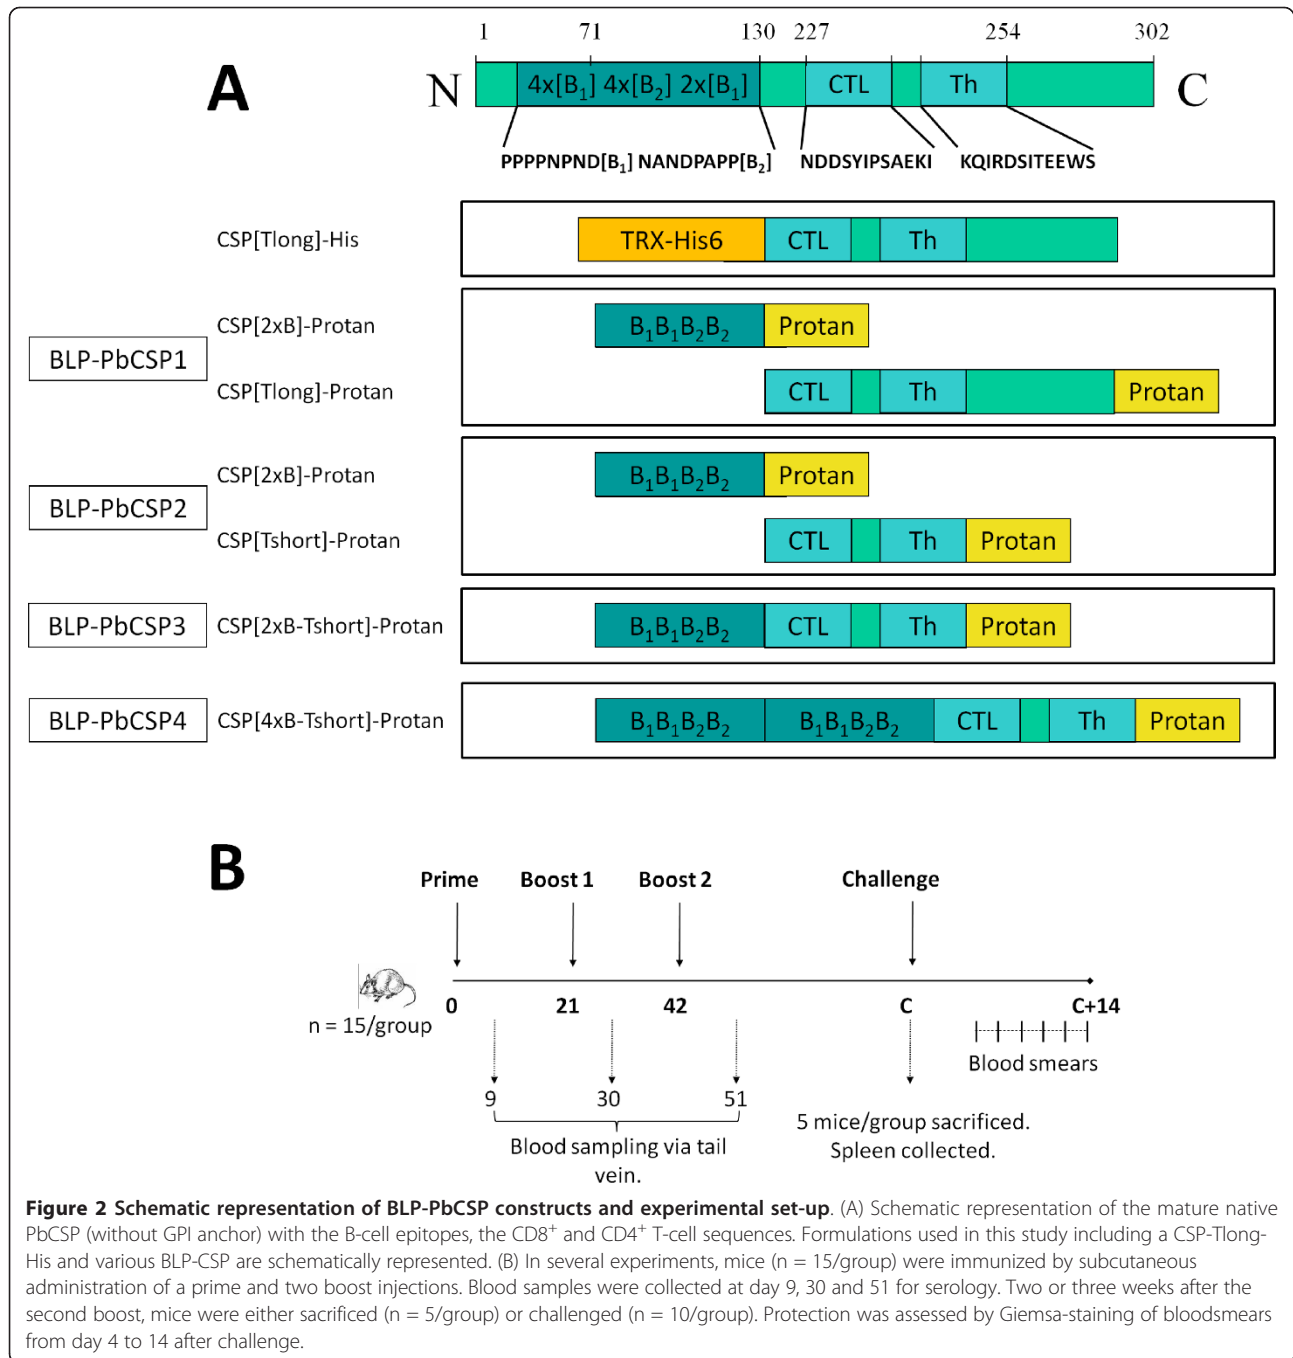 A
1 71 130 227 254 302
N 4x[B₁] 4x[B₂] 2x[B₁] CTL Th C
PPPPNPND[B₁] NANDPAPP[B₂] NDDSYIPSAEKI KQIRDSITEEWS
CSP[Tlong]-His TRX-His6 CTL Th
BLP-PbCSP1
CSP[2xB]-Protan B₁B₁B₂B₂ Protan
CSP[Tlong]-Protan CTL Th Protan
BLP-PbCSP2
CSP[2xB]-Protan B₁B₁B₂B₂ Protan
CSP[Tshort]-Protan CTL Th Protan
BLP-PbCSP3 CSP[2xB-Tshort]-Protan B₁B₁B₂B₂ CTL Th Protan
BLP-PbCSP4 CSP[4xB-Tshort]-Protan B₁B₁B₂B₂ B₁B₁B₂B₂ CTL Th Protan
B
Prime Boost 1 Boost 2 Challenge
0 21 42 C C+14
n = 15/group
Blood smears
9 30 51
Blood sampling via tail
vein.
5 mice/group sacrificed.
Spleen collected.
Figure 2 Schematic representation of BLP-PbCSP constructs and experimental set-up. (A) Schematic representation of the mature native
PbCSP (without GPI anchor) with the B-cell epitopes, the CD8⁺ and CD4⁺ T-cell sequences. Formulations used in this study including a CSP-Tlong-
His and various BLP-CSP are schematically represented. (B) In several experiments, mice (n = 15/group) were immunized by subcutaneous
administration of a prime and two boost injections. Blood samples were collected at day 9, 30 and 51 for serology. Two or three weeks after the
second boost, mice were either sacrificed (n = 5/group) or challenged (n = 10/group). Protection was assessed by Giemsa-staining of bloodsmears
from day 4 to 14 after challenge.